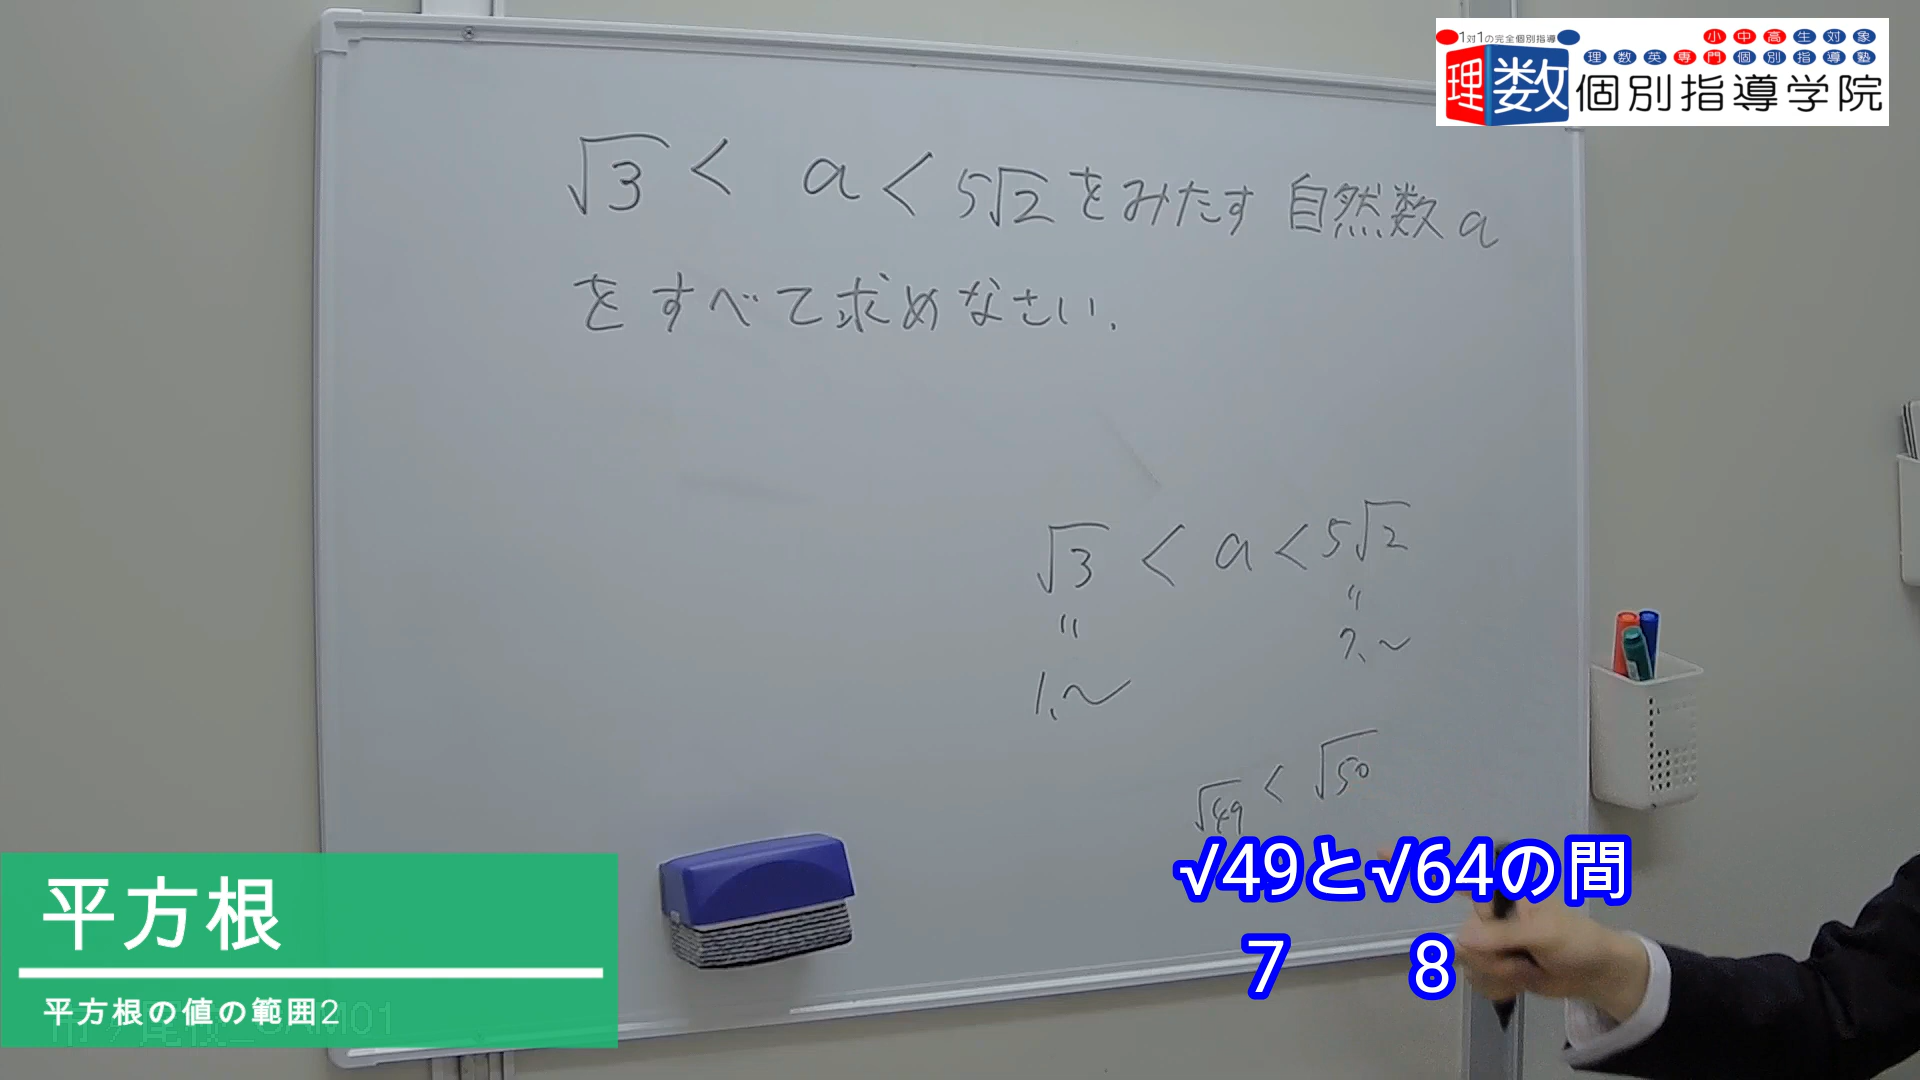 1対1の完全個別指導
小中高生対象
理数英専門個別指導塾
理数個別指導学院
√3 < a < 5√2をみたす 自然数a
をすべて求めなさい.
√3 < a < 5√2
〃 〃
1.~ 7.~
√49 < √50
√49と√64の間
7 8
平方根
平方根の値の範囲2